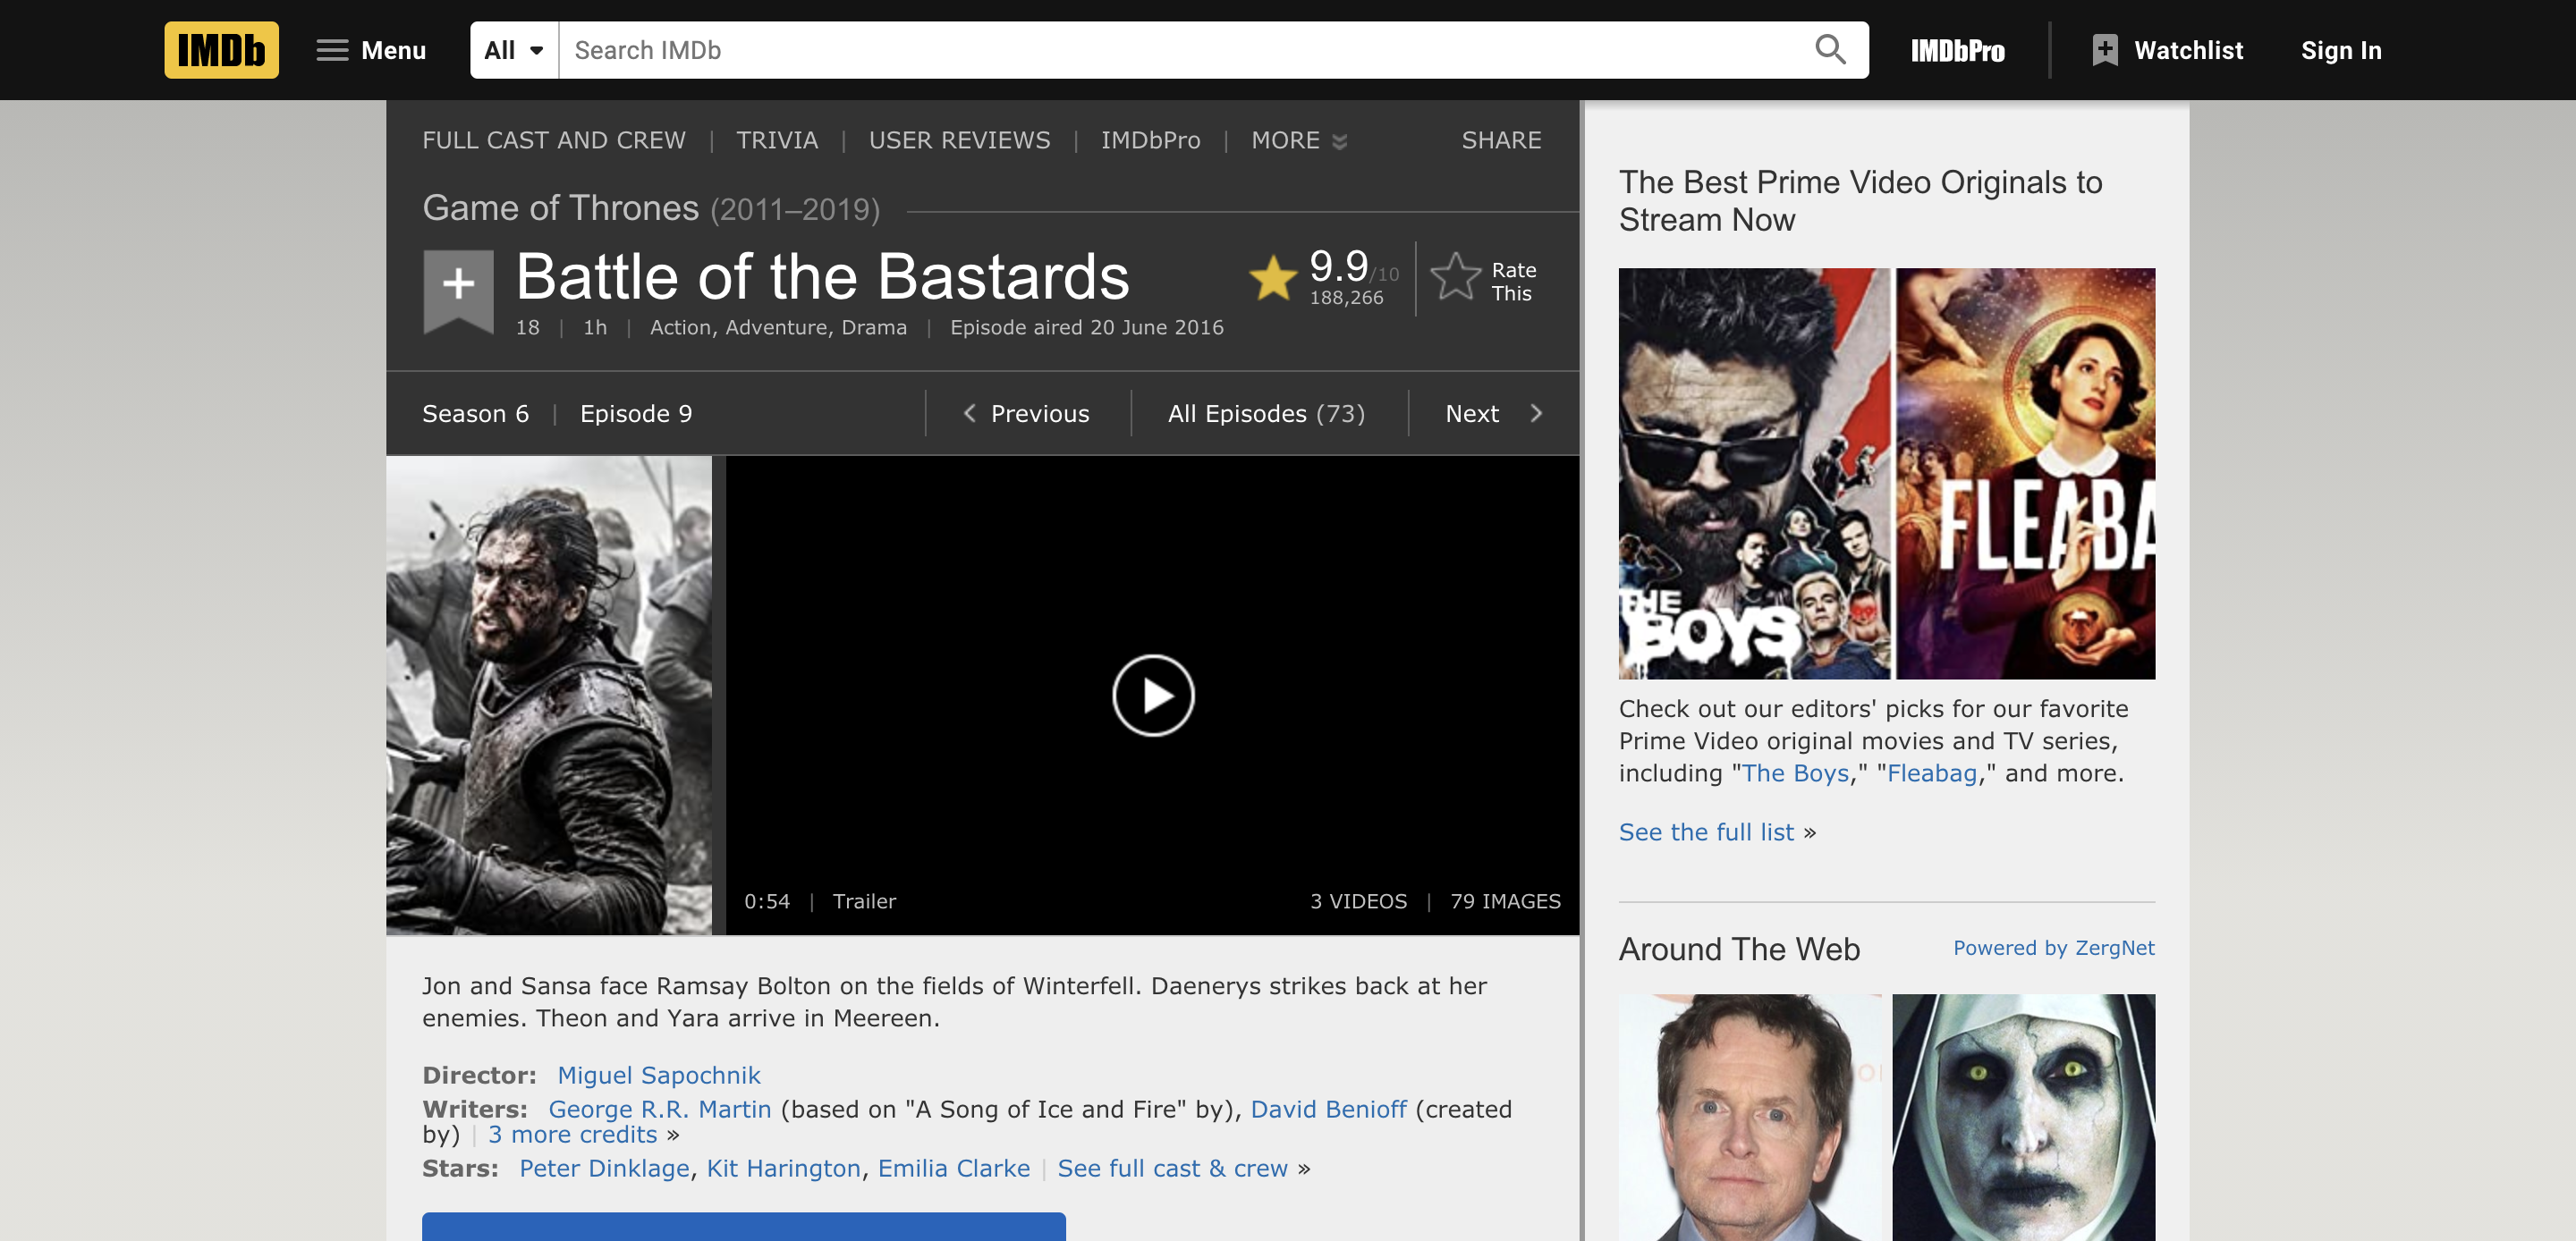 IMDb
Menu
All
Search IMDb
IMDbPro
Watchlist
Sign In
FULL CAST AND CREW | TRIVIA | USER REVIEWS | IMDbPro | MORE
SHARE
Game of Thrones (2011–2019)
+ Battle of the Bastards
9.9/10
188,266
Rate
This
18 | 1h | Action, Adventure, Drama | Episode aired 20 June 2016
Season 6 | Episode 9
Previous
All Episodes (73)
Next
0:54 | Trailer
3 VIDEOS | 79 IMAGES
Jon and Sansa face Ramsay Bolton on the fields of Winterfell. Daenerys strikes back at her
enemies. Theon and Yara arrive in Meereen.
Director: Miguel Sapochnik
Writers: George R.R. Martin (based on "A Song of Ice and Fire" by), David Benioff (created
by) | 3 more credits »
Stars: Peter Dinklage, Kit Harington, Emilia Clarke | See full cast & crew »
The Best Prime Video Originals to
Stream Now
THE
BOYS
FLEABA
Check out our editors' picks for our favorite
Prime Video original movies and TV series,
including "The Boys," "Fleabag," and more.
See the full list »
Around The Web
Powered by ZergNet